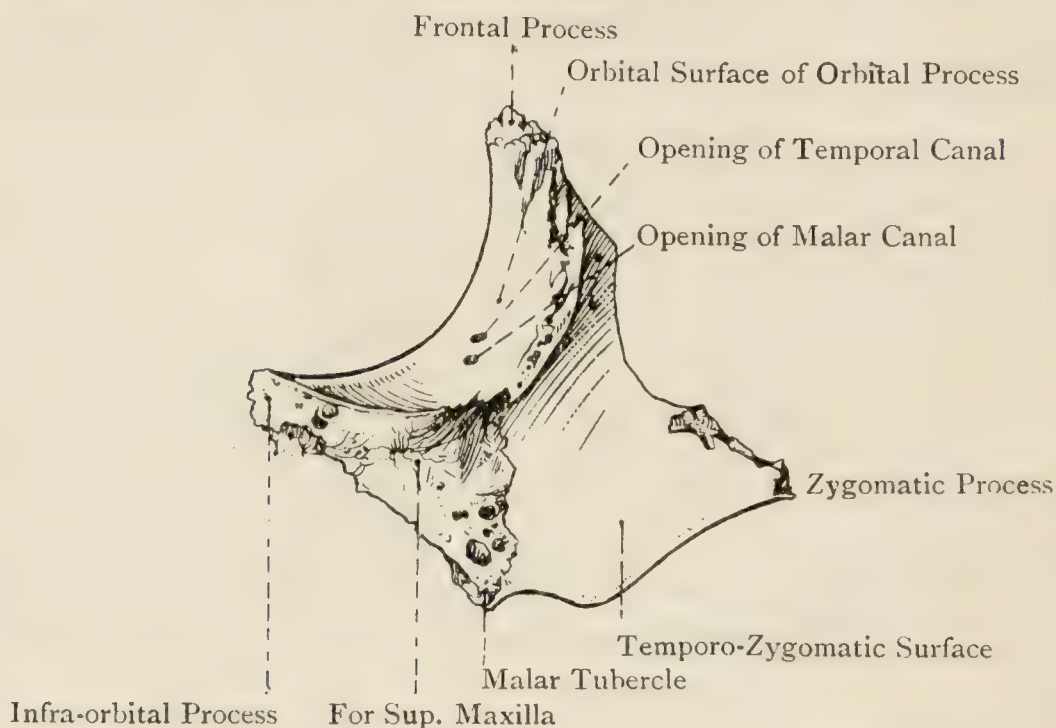 Frontal Process
Orbital Surface of Orbital Process
Opening of Temporal Canal
Opening of Malar Canal
Zygomatic Process
Temporo-Zygomatic Surface
Malar Tubercle
Infra-orbital Process
For Sup. Maxilla